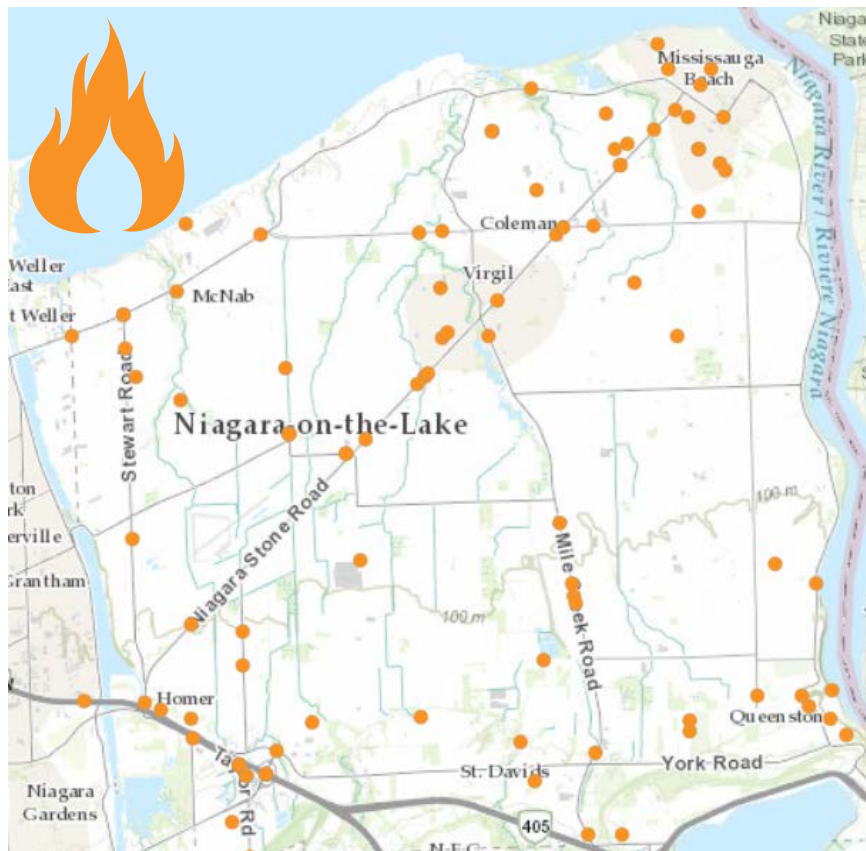 Niaga
State
Park
Mississauga
Beach
Niagara River / Rivière Niagara
Coleman
Weller
East
Virgil
McNab
t Weller
Stewart Road
Niagara-on-the-Lake
ton
rk
100 m
erville
Niagara Stone Road
Mile Creek Road
Grantham
100 m
Homer
Queenston
Taylor Rd
York Road
St. Davids
Niagara
Gardens
405
N.E.C